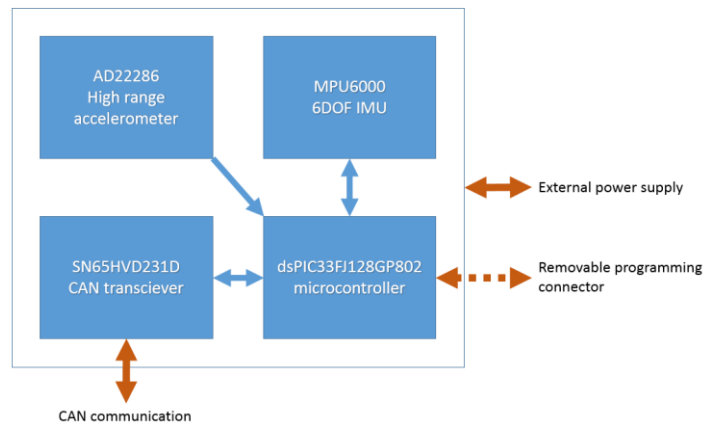 AD22286
High range
accelerometer
MPU6000
6DOF IMU
External power supply
SN65HVD231D
CAN transciever
dsPIC33FJ128GP802
microcontroller
Removable programming
connector
CAN communication